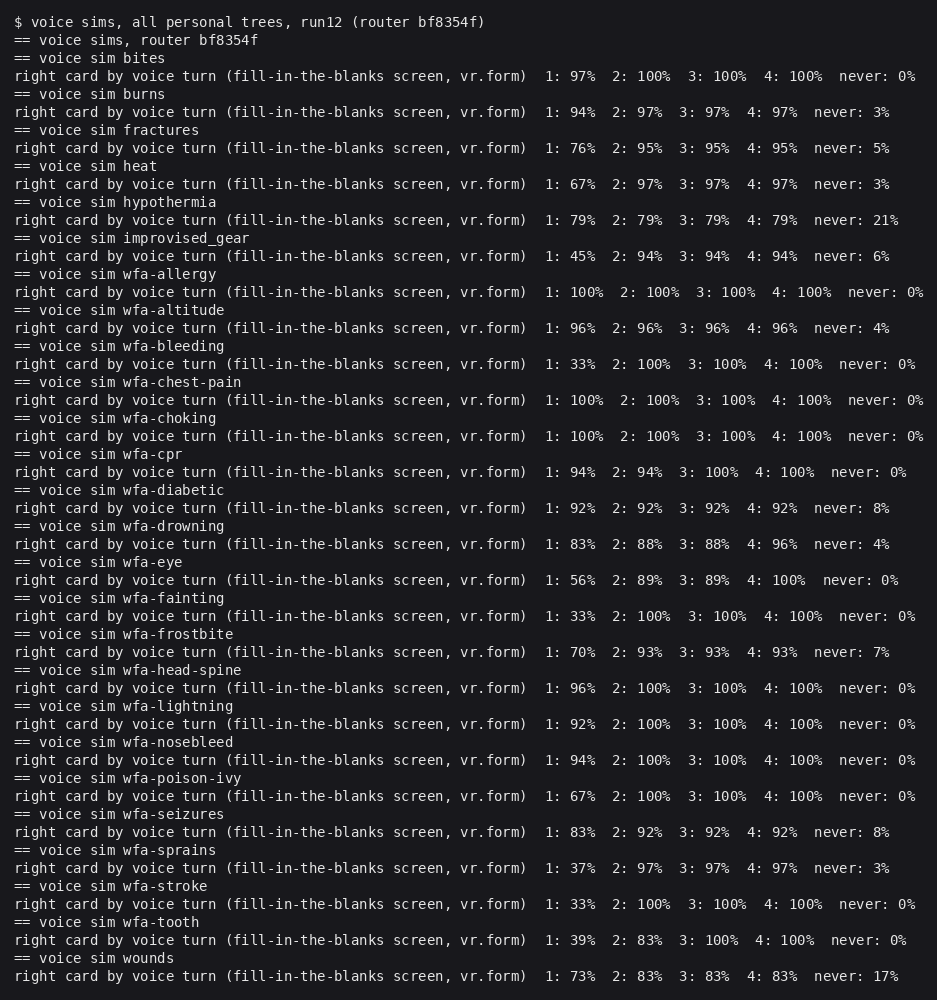 $ voice sims, all personal trees, run12 (router bf8354f)
== voice sims, router bf8354f
== voice sim bites
right card by voice turn (fill-in-the-blanks screen, vr.form)  1: 97%  2: 100%  3: 100%  4: 100%  never: 0%
== voice sim burns
right card by voice turn (fill-in-the-blanks screen, vr.form)  1: 94%  2: 97%  3: 97%  4: 97%  never: 3%
== voice sim fractures
right card by voice turn (fill-in-the-blanks screen, vr.form)  1: 76%  2: 95%  3: 95%  4: 95%  never: 5%
== voice sim heat
right card by voice turn (fill-in-the-blanks screen, vr.form)  1: 67%  2: 97%  3: 97%  4: 97%  never: 3%
== voice sim hypothermia
right card by voice turn (fill-in-the-blanks screen, vr.form)  1: 79%  2: 79%  3: 79%  4: 79%  never: 21%
== voice sim improvised_gear
right card by voice turn (fill-in-the-blanks screen, vr.form)  1: 45%  2: 94%  3: 94%  4: 94%  never: 6%
== voice sim wfa-allergy
right card by voice turn (fill-in-the-blanks screen, vr.form)  1: 100%  2: 100%  3: 100%  4: 100%  never: 0%
== voice sim wfa-altitude
right card by voice turn (fill-in-the-blanks screen, vr.form)  1: 96%  2: 96%  3: 96%  4: 96%  never: 4%
== voice sim wfa-bleeding
right card by voice turn (fill-in-the-blanks screen, vr.form)  1: 33%  2: 100%  3: 100%  4: 100%  never: 0%
== voice sim wfa-chest-pain
right card by voice turn (fill-in-the-blanks screen, vr.form)  1: 100%  2: 100%  3: 100%  4: 100%  never: 0%
== voice sim wfa-choking
right card by voice turn (fill-in-the-blanks screen, vr.form)  1: 100%  2: 100%  3: 100%  4: 100%  never: 0%
== voice sim wfa-cpr
right card by voice turn (fill-in-the-blanks screen, vr.form)  1: 94%  2: 94%  3: 100%  4: 100%  never: 0%
== voice sim wfa-diabetic
right card by voice turn (fill-in-the-blanks screen, vr.form)  1: 92%  2: 92%  3: 92%  4: 92%  never: 8%
== voice sim wfa-drowning
right card by voice turn (fill-in-the-blanks screen, vr.form)  1: 83%  2: 88%  3: 88%  4: 96%  never: 4%
== voice sim wfa-eye
right card by voice turn (fill-in-the-blanks screen, vr.form)  1: 56%  2: 89%  3: 89%  4: 100%  never: 0%
== voice sim wfa-fainting
right card by voice turn (fill-in-the-blanks screen, vr.form)  1: 33%  2: 100%  3: 100%  4: 100%  never: 0%
== voice sim wfa-frostbite
right card by voice turn (fill-in-the-blanks screen, vr.form)  1: 70%  2: 93%  3: 93%  4: 93%  never: 7%
== voice sim wfa-head-spine
right card by voice turn (fill-in-the-blanks screen, vr.form)  1: 96%  2: 100%  3: 100%  4: 100%  never: 0%
== voice sim wfa-lightning
right card by voice turn (fill-in-the-blanks screen, vr.form)  1: 92%  2: 100%  3: 100%  4: 100%  never: 0%
== voice sim wfa-nosebleed
right card by voice turn (fill-in-the-blanks screen, vr.form)  1: 94%  2: 100%  3: 100%  4: 100%  never: 0%
== voice sim wfa-poison-ivy
right card by voice turn (fill-in-the-blanks screen, vr.form)  1: 67%  2: 100%  3: 100%  4: 100%  never: 0%
== voice sim wfa-seizures
right card by voice turn (fill-in-the-blanks screen, vr.form)  1: 83%  2: 92%  3: 92%  4: 92%  never: 8%
== voice sim wfa-sprains
right card by voice turn (fill-in-the-blanks screen, vr.form)  1: 37%  2: 97%  3: 97%  4: 97%  never: 3%
== voice sim wfa-stroke
right card by voice turn (fill-in-the-blanks screen, vr.form)  1: 33%  2: 100%  3: 100%  4: 100%  never: 0%
== voice sim wfa-tooth
right card by voice turn (fill-in-the-blanks screen, vr.form)  1: 39%  2: 83%  3: 100%  4: 100%  never: 0%
== voice sim wounds
right card by voice turn (fill-in-the-blanks screen, vr.form)  1: 73%  2: 83%  3: 83%  4: 83%  never: 17%